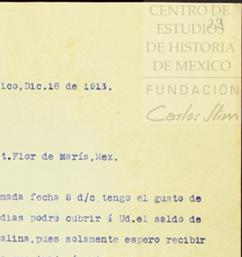 CENTRO DE
ESTUDIOS
DE HISTORIA
DE MEXICO
FUNDACIÓN
Carlos Slim
ico,Dic.16 de 1913.
t.Flor de María,Mex.
mada fecha 8 d/c,tengo el gusto de
dias podre cubrir á Ud.el saldo de
alina,pues solamente espero recibir